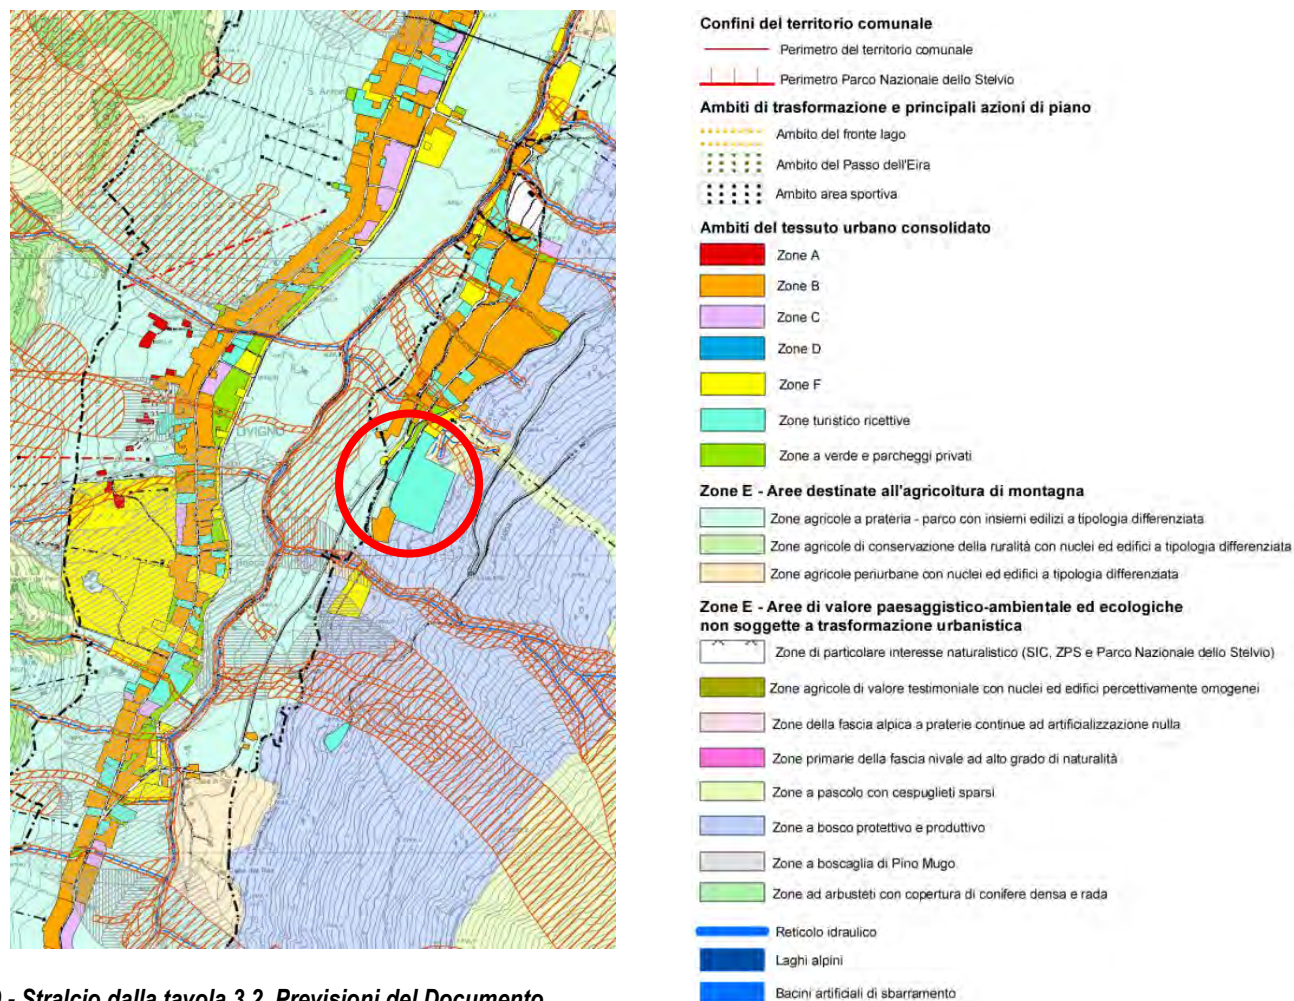 S. Anton
LIVIGNO
Confini del territorio comunale
Perimetro del territorio comunale
Perimetro Parco Nazionale dello Stelvio
Ambiti di trasformazione e principali azioni di piano
Ambito del fronte lago
Ambito del Passo dell'Eira
Ambito area sportiva
Ambiti del tessuto urbano consolidato
Zone A
Zone B
Zone C
Zone D
Zone F
Zone turistico ricettive
Zone a verde e parcheggi privati
Zone E - Aree destinate all'agricoltura di montagna
Zone agricole a prateria - parco con insiemi edilizi a tipologia differenziata
Zone agricole di conservazione della ruralità con nuclei ed edifici a tipologia differenziata
Zone agricole periurbane con nuclei ed edifici a tipologia differenziata
Zone E - Aree di valore paesaggistico-ambientale ed ecologiche
non soggette a trasformazione urbanistica
Zone di particolare interesse naturalistico (SIC, ZPS e Parco Nazionale dello Stelvio)
Zone agricole di valore testimoniale con nuclei ed edifici percettivamente omogenei
Zone della fascia alpica a praterie continue ad artificializzazione nulla
Zone primarie della fascia nivale ad alto grado di naturalità
Zone a pascolo con cespuglieti sparsi
Zone a bosco protettivo e produttivo
Zone a boscaglia di Pino Mugo
Zone ad arbusteti con copertura di conifere densa e rada
Reticolo idraulico
Laghi alpini
Bacini artificiali di sbarramento
- Stralcio dalla tavola 3.2. Previsioni del Documento